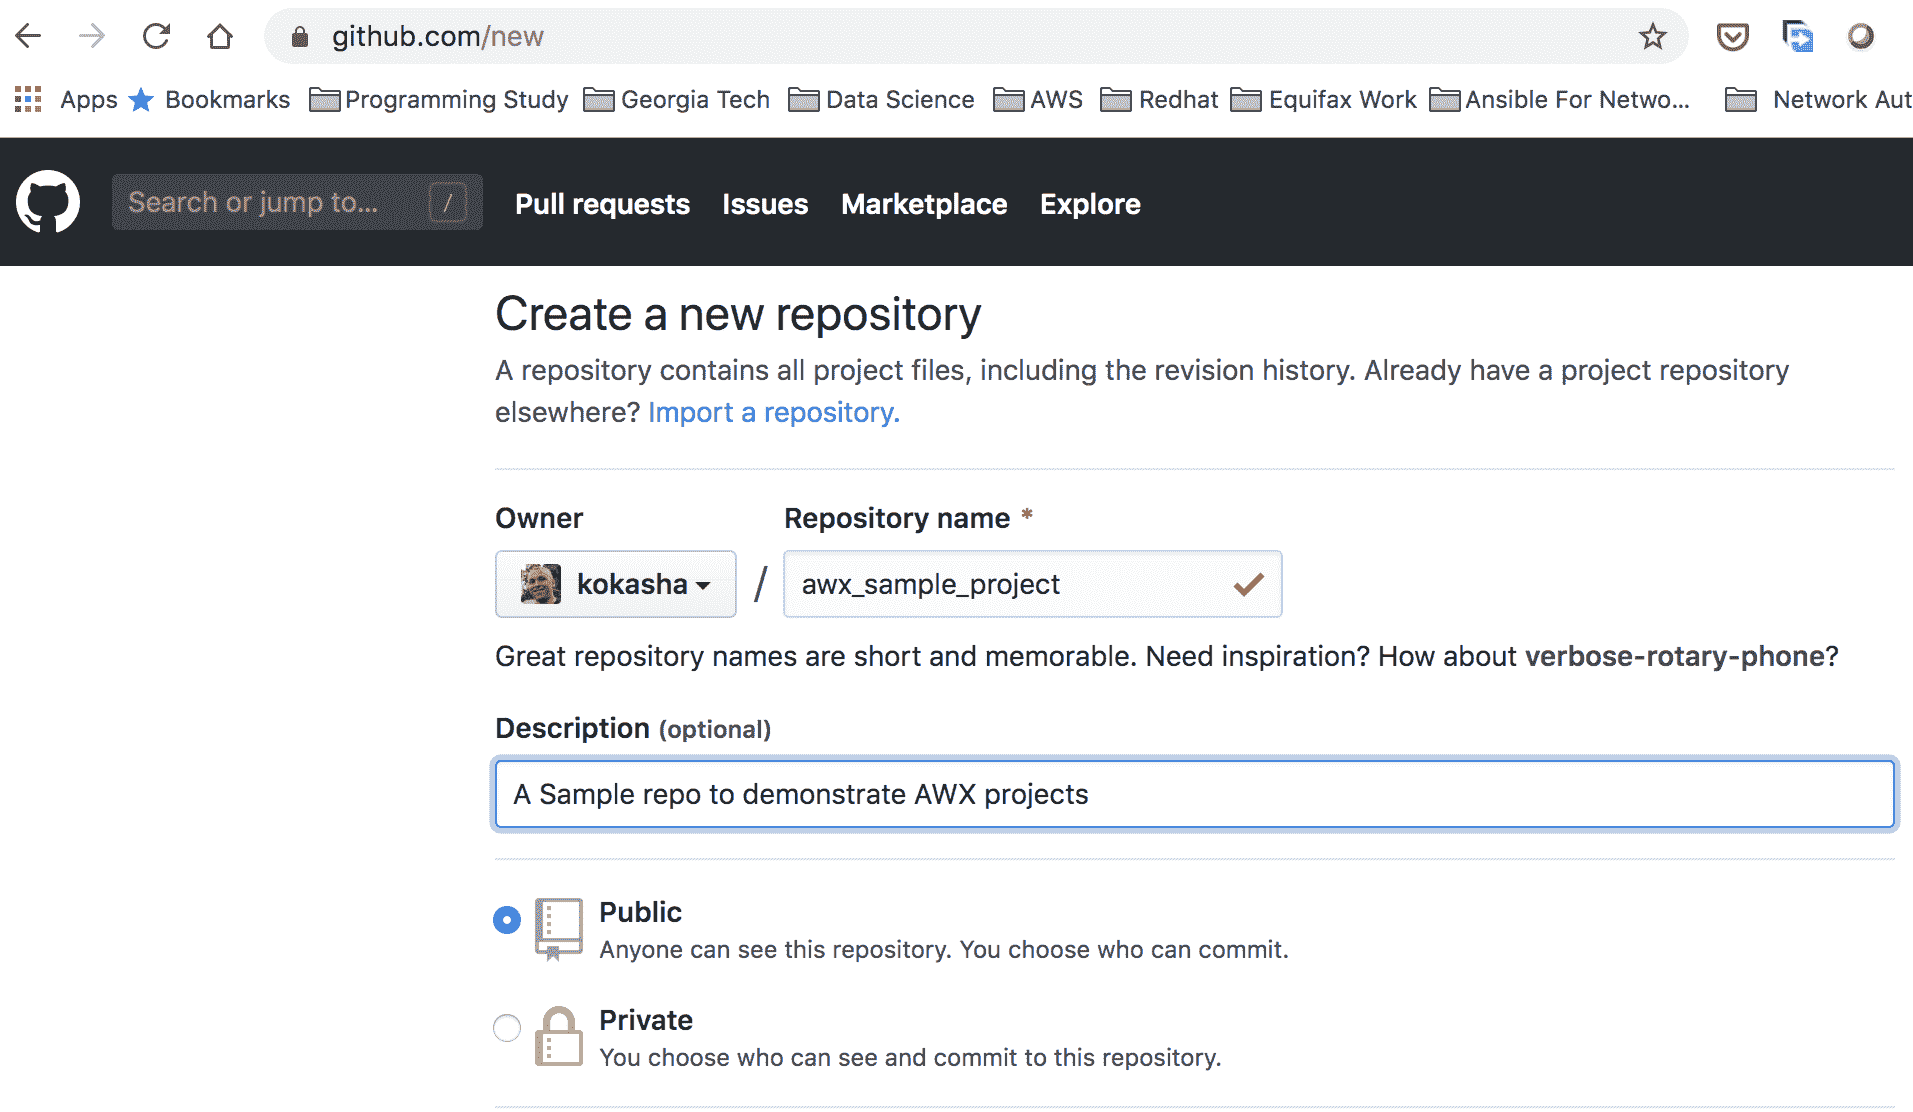 github.com/new
Apps Bookmarks Programming Study Georgia Tech Data Science AWS Redhat Equifax Work Ansible For Netwo... Network Aut
Search or jump to... / Pull requests Issues Marketplace Explore
Create a new repository
A repository contains all project files, including the revision history. Already have a project repository
elsewhere? Import a repository.
Owner Repository name *
kokasha / awx_sample_project
Great repository names are short and memorable. Need inspiration? How about verbose-rotary-phone?
Description (optional)
A Sample repo to demonstrate AWX projects
Public
Anyone can see this repository. You choose who can commit.
Private
You choose who can see and commit to this repository.